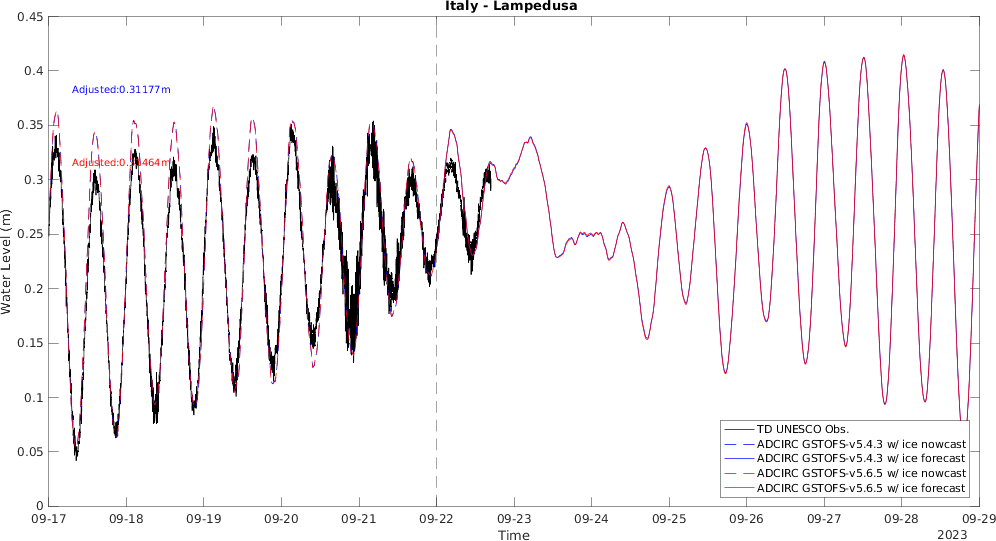 Italy - Lampedusa
0.45
0.4
0.35
0.3
0.25
0.2
0.15
0.1
0.05
0
Water Level (m)
Adjusted:0.31177m
TD UNESCO Obs.
ADCIRC GSTOFS-v5.4.3 w/ ice nowcast
ADCIRC GSTOFS-v5.4.3 w/ ice forecast
ADCIRC GSTOFS-v5.6.5 w/ ice nowcast
ADCIRC GSTOFS-v5.6.5 w/ ice forecast
09-17 09-18 09-19 09-20 09-21 09-22 09-23 09-24 09-25 09-26 09-27 09-28 09-29
Time
2023